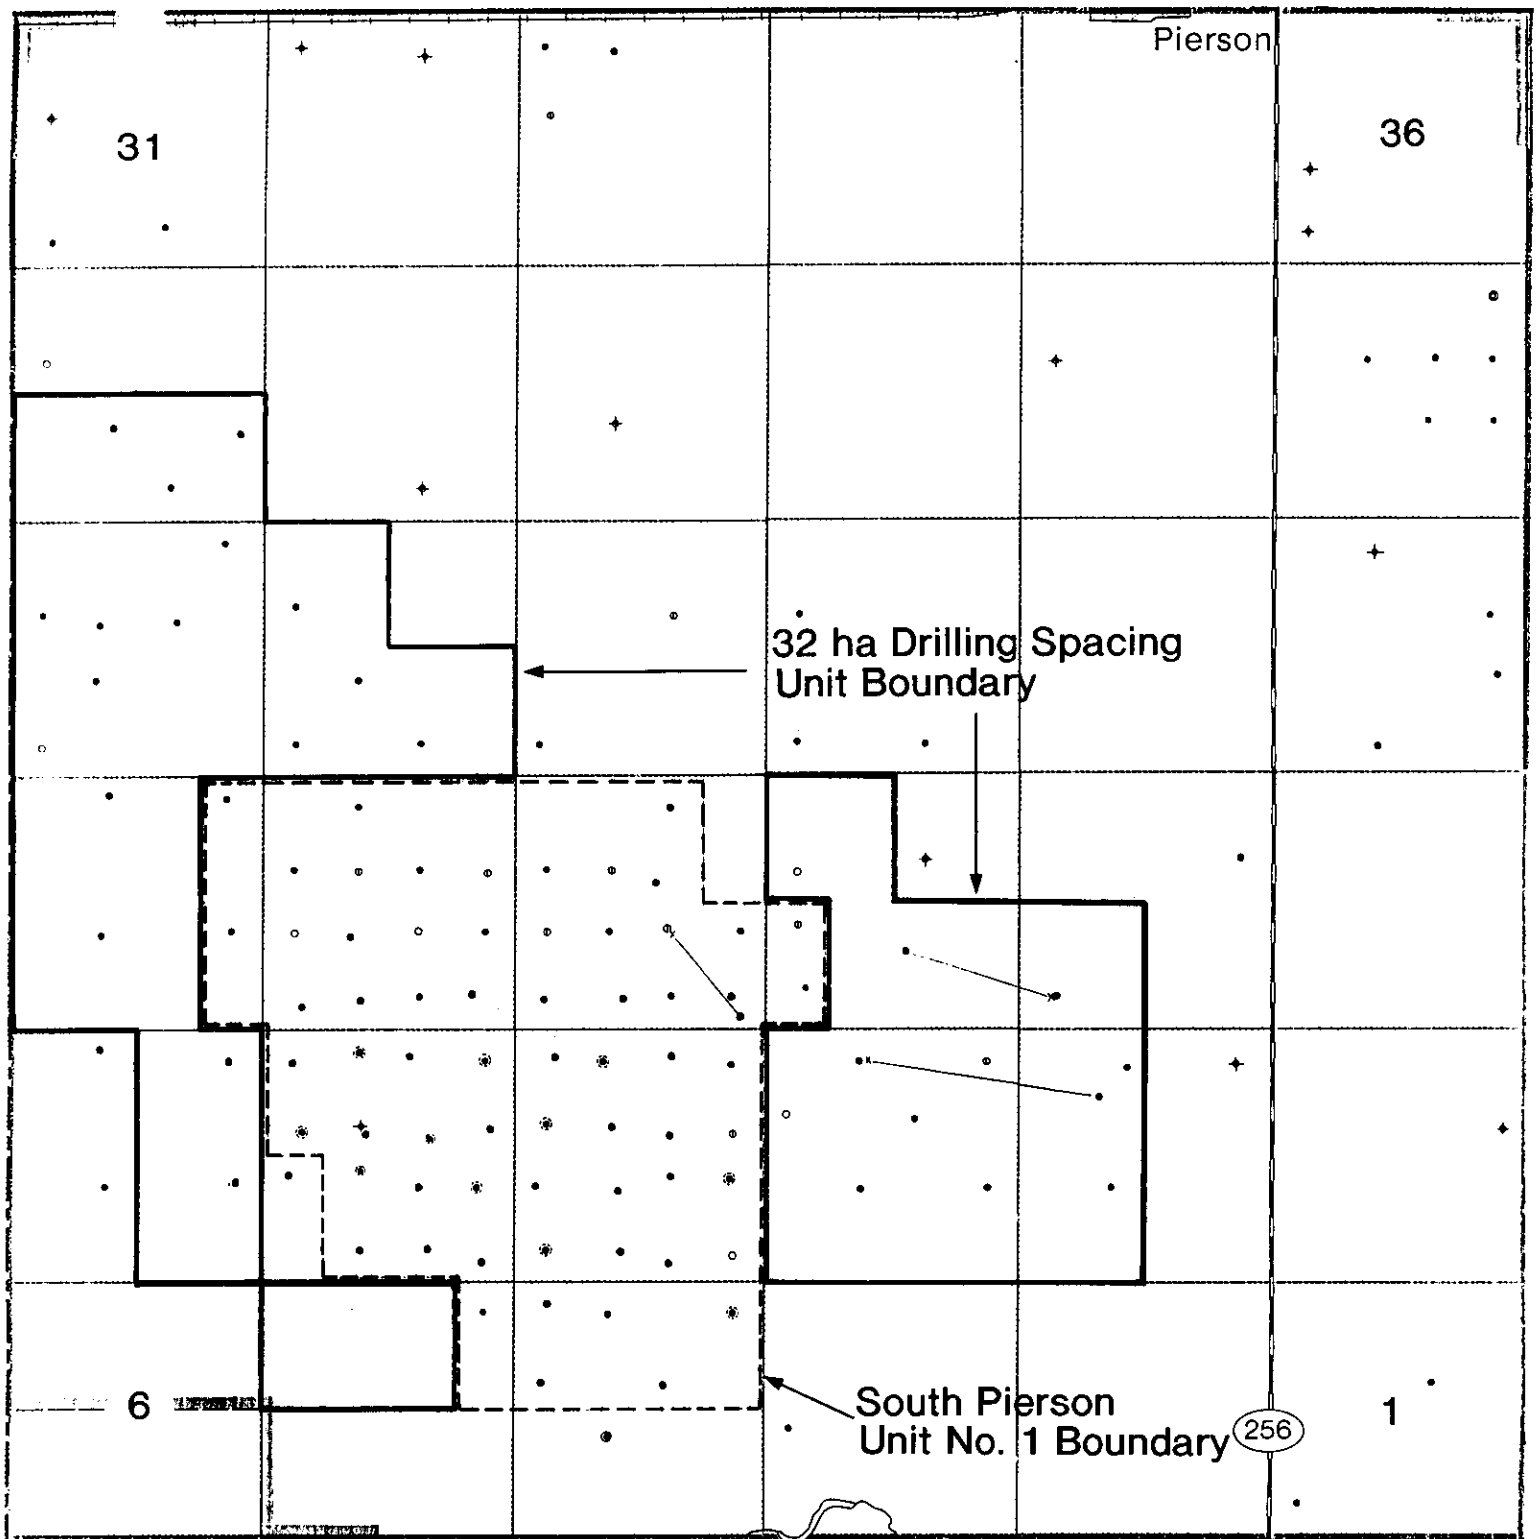 Pierson
31
36
32 ha Drilling Spacing
Unit Boundary
6
South Pierson
Unit No. 1 Boundary
256
1